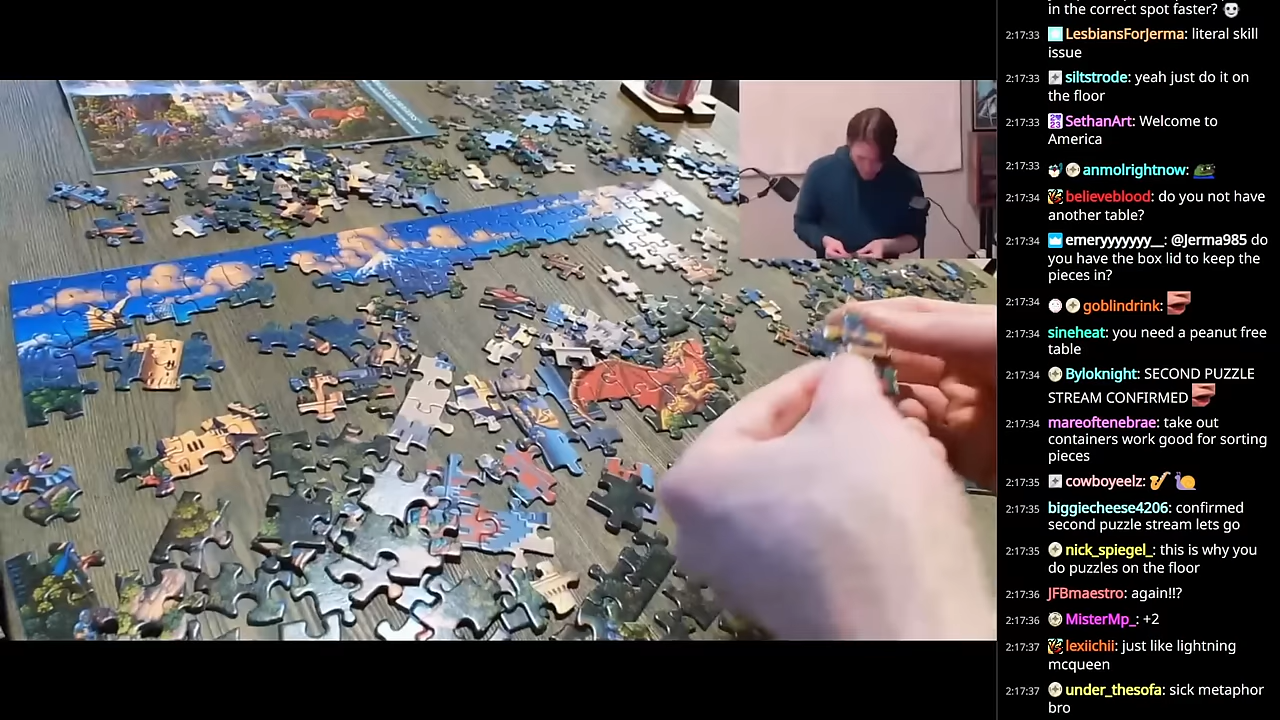 in the correct spot faster?
2:17:33 LesbiansForJerma: literal skill
issue
2:17:33 siltstrode: yeah just do it on
the floor
2:17:33 SethanArt: Welcome to
America
2:17:33 anmolrightnow:
2:17:34 believeblood: do you not have
another table?
2:17:34 emeryyyyyy__: @Jerma985 do
you have the box lid to keep the
pieces in?
2:17:34 goblindrink:
2:17:34 sineheat: you need a peanut free
table
2:17:34 Byloknight: SECOND PUZZLE
STREAM CONFIRMED
2:17:34 mareoftenebrae: take out
containers work good for sorting
pieces
2:17:35 cowboyeelz:
2:17:35 biggiecheese4206: confirmed
second puzzle stream lets go
2:17:35 nick_spiegel_: this is why you
do puzzles on the floor
2:17:36 JFBmaestro: again!!?
2:17:36 MisterMp_: +2
2:17:37 lexiichii: just like lightning
mcqueen
2:17:37 under_thesofa: sick metaphor
bro